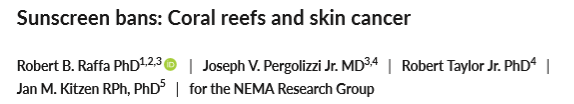 Sunscreen bans: Coral reefs and skin cancer
Robert B. Raffa PhD1,2,3 iD | Joseph V. Pergolizzi Jr. MD3,4 | Robert Taylor Jr. PhD4 |
Jan M. Kitzen RPh, PhD5 | for the NEMA Research Group